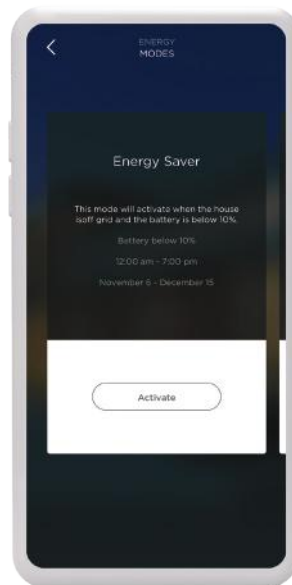 ENERGY
MODES
Energy Saver
This mode will activate when the house
isoff grid and the battery is below 10%.
Battery below 10%
12:00 am - 7:00 pm
November 6 - December 15
Activate